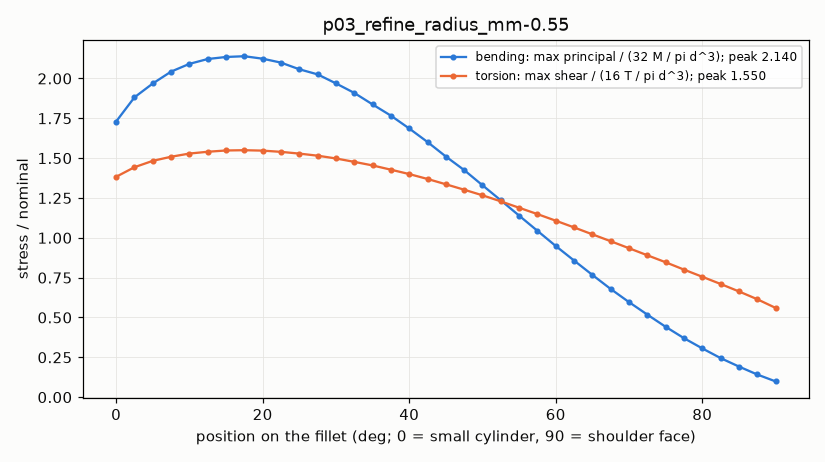 p03_refine_radius_mm-0.55
bending: max principal / (32 M / pi d^3); peak 2.140
torsion: max shear / (16 T / pi d^3); peak 1.550
stress / nominal
2.00
1.75
1.50
1.25
1.00
0.75
0.50
0.25
0.00
0
20
40
60
80
position on the fillet (deg; 0 = small cylinder, 90 = shoulder face)